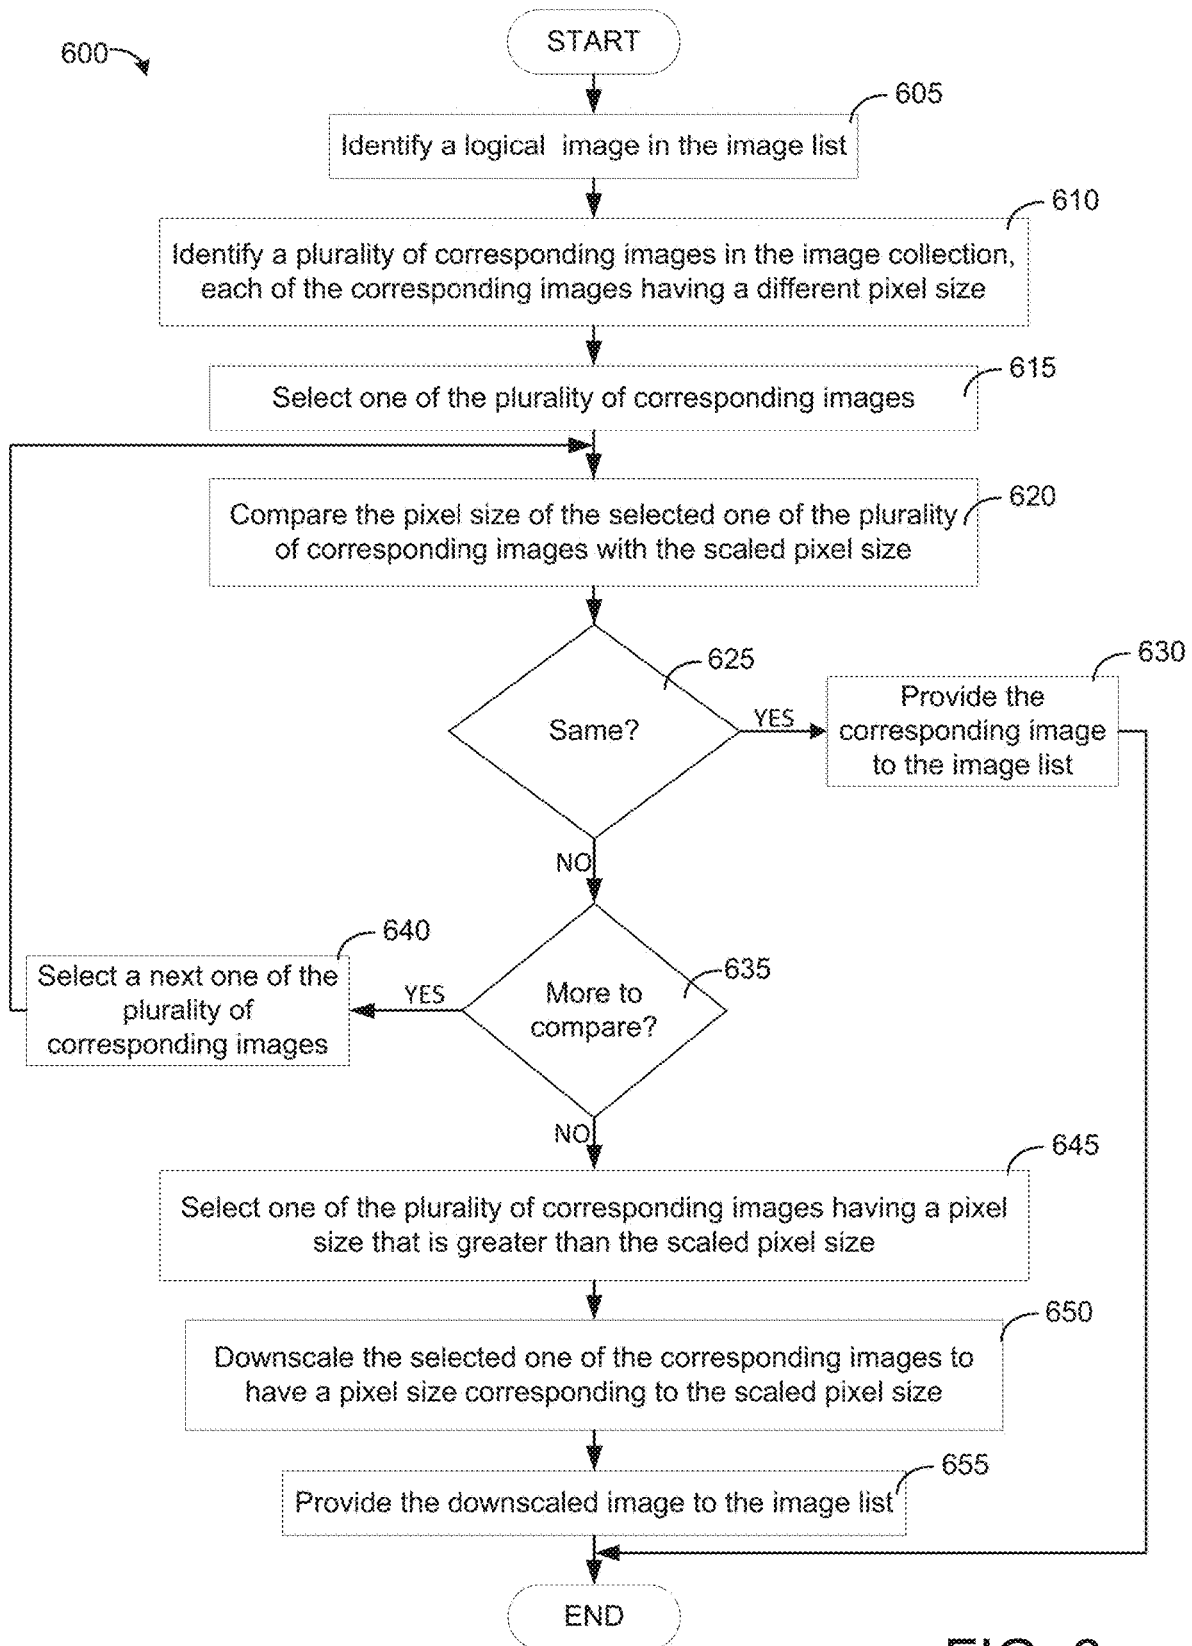 START
600
605
Identify a logical image in the image list
610
Identify a plurality of corresponding images in the image collection,
each of the corresponding images having a different pixel size
615
Select one of the plurality of corresponding images
620
Compare the pixel size of the selected one of the plurality
of corresponding images with the scaled pixel size
625
Same?
YES
630
Provide the
corresponding image
to the image list
NO
640
Select a next one of the
plurality of
corresponding images
YES
635
More to
compare?
NO
645
Select one of the plurality of corresponding images having a pixel
size that is greater than the scaled pixel size
650
Downscale the selected one of the corresponding images to
have a pixel size corresponding to the scaled pixel size
655
Provide the downscaled image to the image list
END